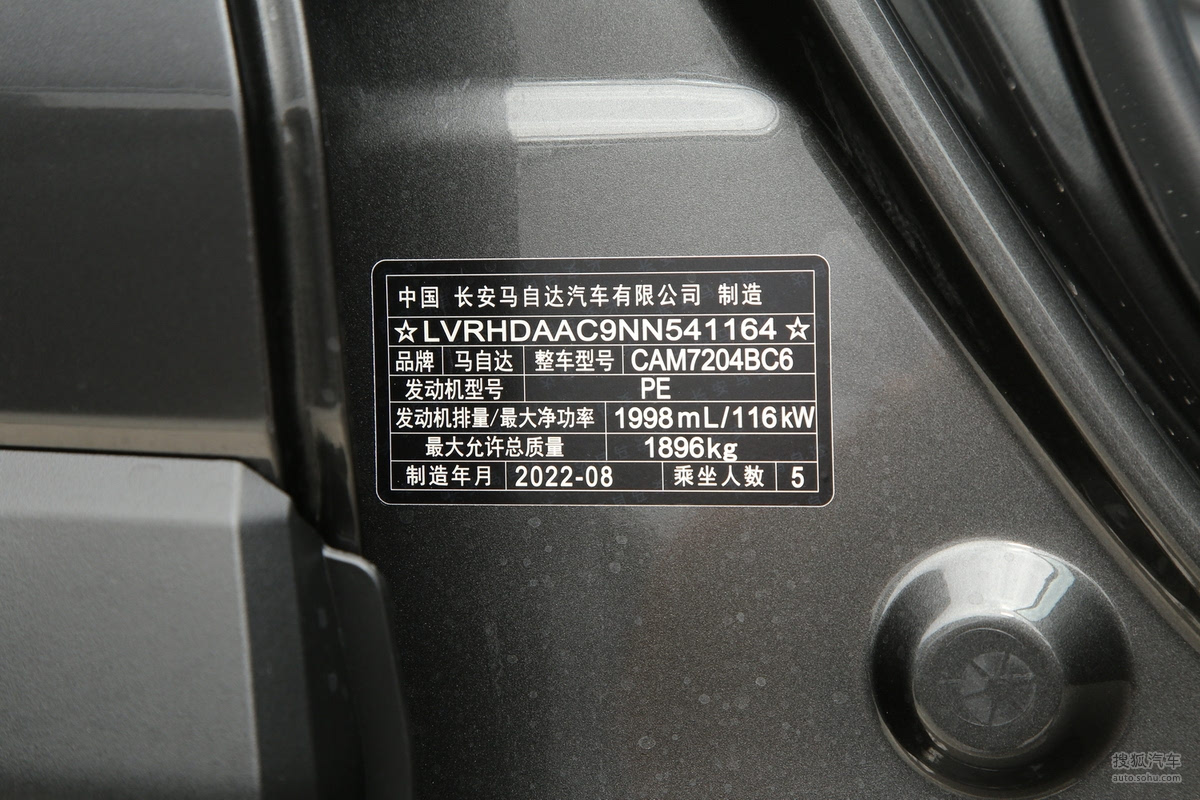 中国 长安马自达汽车有限公司 制造
☆LVRHDAAC9NN541164☆
品牌 马自达 整车型号 CAM7204BC6
发动机型号 PE
发动机排量/最大净功率 1998mL/116kW
最大允许总质量 1896kg
制造年月 2022-08 乘坐人数 5
搜狐汽车
auto.sohu.com